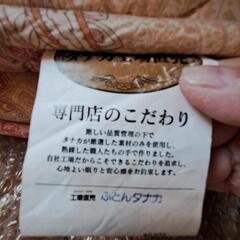 専門店のこだわり
厳しい品質管理の下で
タナカが厳選した素材のみを使用し、
熟練した職人たちの手で作りました。
自社工場だからこそできるこだわりを追求し、
心地よい眠りと安心感をお届します。
工場直売 ふとんタナカ